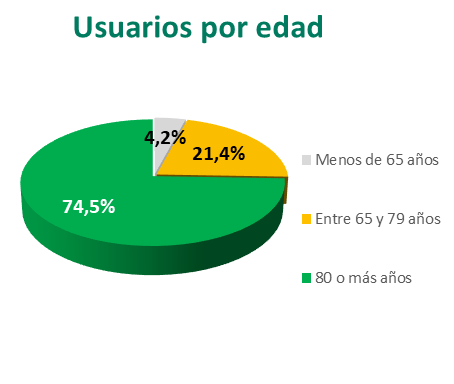 Usuarios por edad
4,2%
21,4%
74,5%
Menos de 65 años
Entre 65 y 79 años
80 o más años